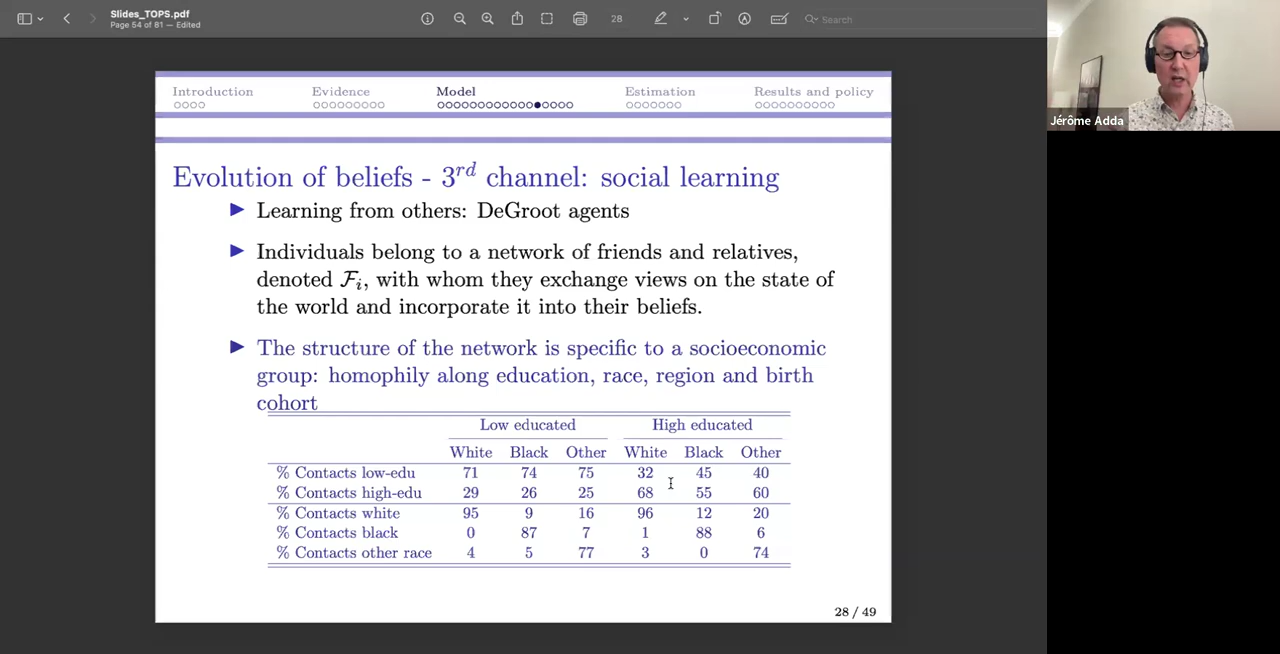 Slides_TOPS.pdf
Page 54 of 81 — Edited
28
Search
Jérôme Adda
Introduction Evidence Model Estimation Results and policy
Evolution of beliefs - 3rd channel: social learning
Learning from others: DeGroot agents
Individuals belong to a network of friends and relatives,
denoted ℱi, with whom they exchange views on the state of
the world and incorporate it into their beliefs.
The structure of the network is specific to a socioeconomic
group: homophily along education, race, region and birth
cohort
Low educated High educated
White Black Other White Black Other
% Contacts low-edu 71 74 75 32 45 40
% Contacts high-edu 29 26 25 68 55 60
% Contacts white 95 9 16 96 12 20
% Contacts black 0 87 7 1 88 6
% Contacts other race 4 5 77 3 0 74
28 / 49